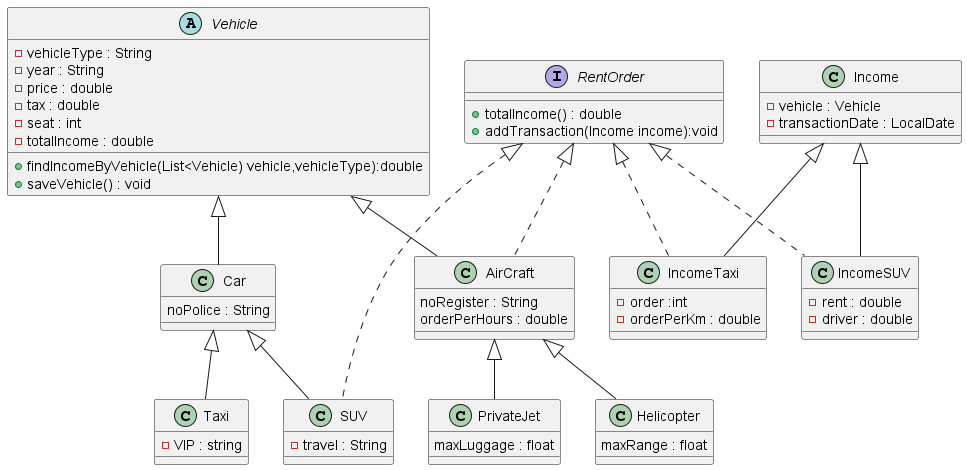 A Vehicle
vehicleType : String
year : String
price : double
tax : double
seat : int
totalIncome : double
findIncomeByVehicle(List<Vehicle) vehicle,vehicleType):double
saveVehicle() : void
I RentOrder
totalIncome() : double
addTransaction(Income income):void
C Income
vehicle : Vehicle
transactionDate : LocalDate
C Car
noPolice : String
C AirCraft
noRegister : String
orderPerHours : double
C IncomeTaxi
order :int
orderPerKm : double
C IncomeSUV
rent : double
driver : double
C Taxi
VIP : string
C SUV
travel : String
C PrivateJet
maxLuggage : float
C Helicopter
maxRange : float